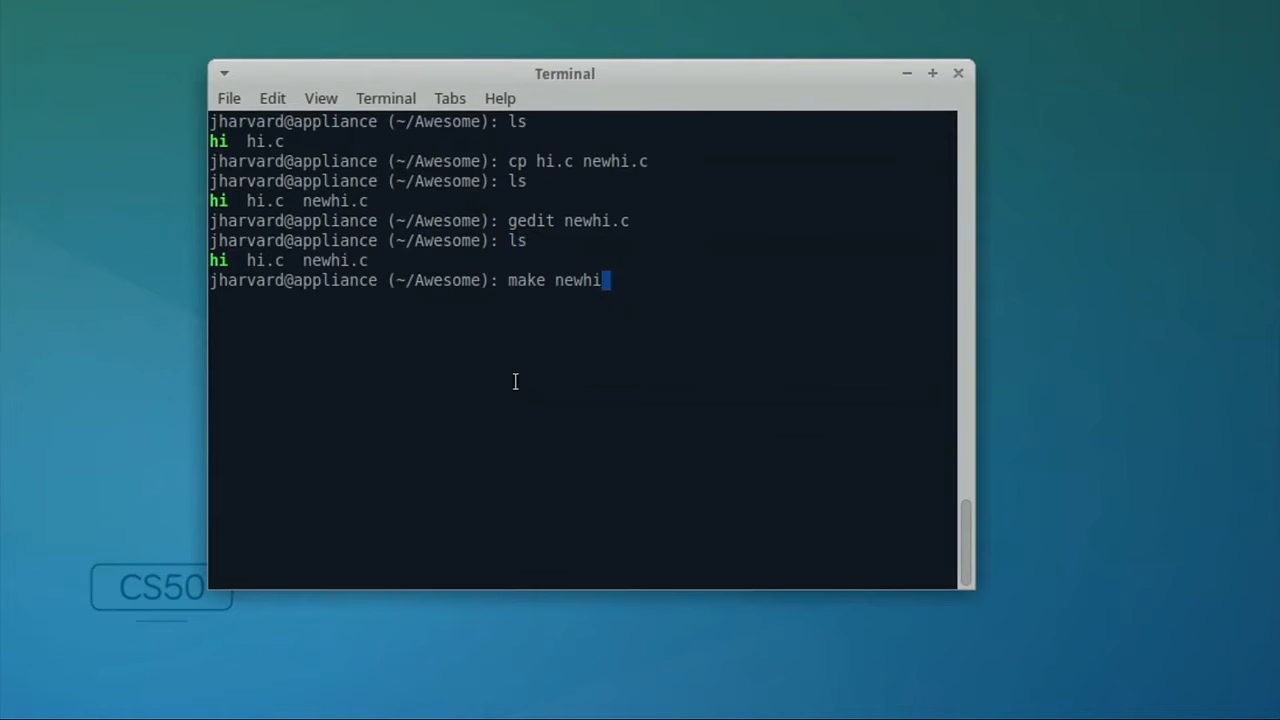 Terminal
File Edit View Terminal Tabs Help
jharvard@appliance (~/Awesome): ls
hi  hi.c
jharvard@appliance (~/Awesome): cp hi.c newhi.c
jharvard@appliance (~/Awesome): ls
hi  hi.c  newhi.c
jharvard@appliance (~/Awesome): gedit newhi.c
jharvard@appliance (~/Awesome): ls
hi  hi.c  newhi.c
jharvard@appliance (~/Awesome): make newhi
CS50